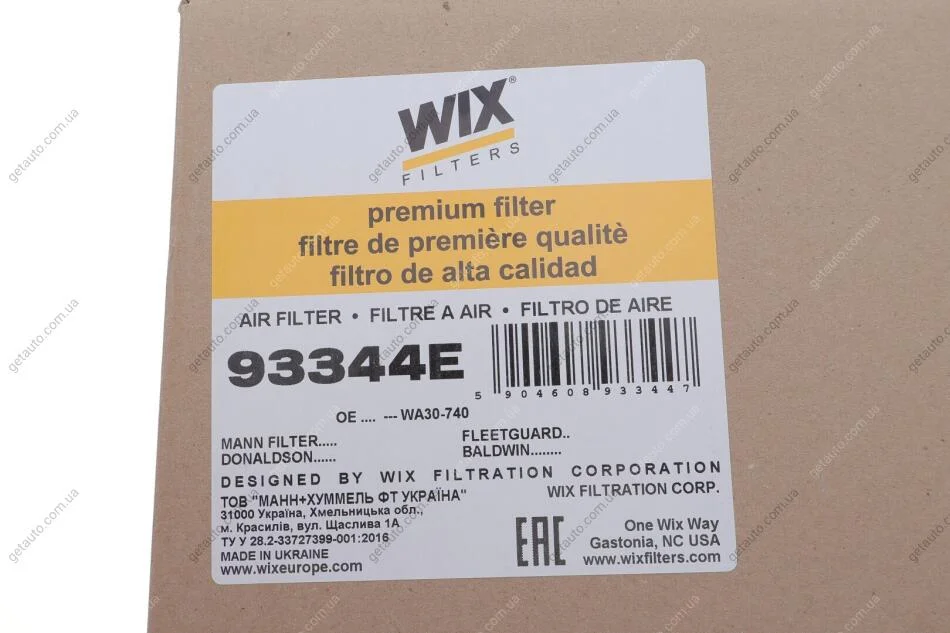 WIX®
FILTERS
premium filter
filtre de première qualitè
filtro de alta calidad
AIR FILTER • FILTRE A AIR • FILTRO DE AIRE
93344E
5 904608 933447
OE .... --- WA30-740
MANN FILTER..... FLEETGUARD..
DONALDSON...... BALDWIN........
DESIGNED BY WIX FILTRATION CORPORATION
ТОВ "МАНН+ХУММЕЛЬ ФТ УКРАЇНА" WIX FILTRATION CORP.
31000 Україна, Хмельницька обл.,
м. Красилів, вул. Щаслива 1А
ТУ У 28.2-33727399-001:2016
MADE IN UKRAINE
www.wixeurope.com
EAC
One Wix Way
Gastonia, NC USA
www.wixfilters.com
getauto.com.ua